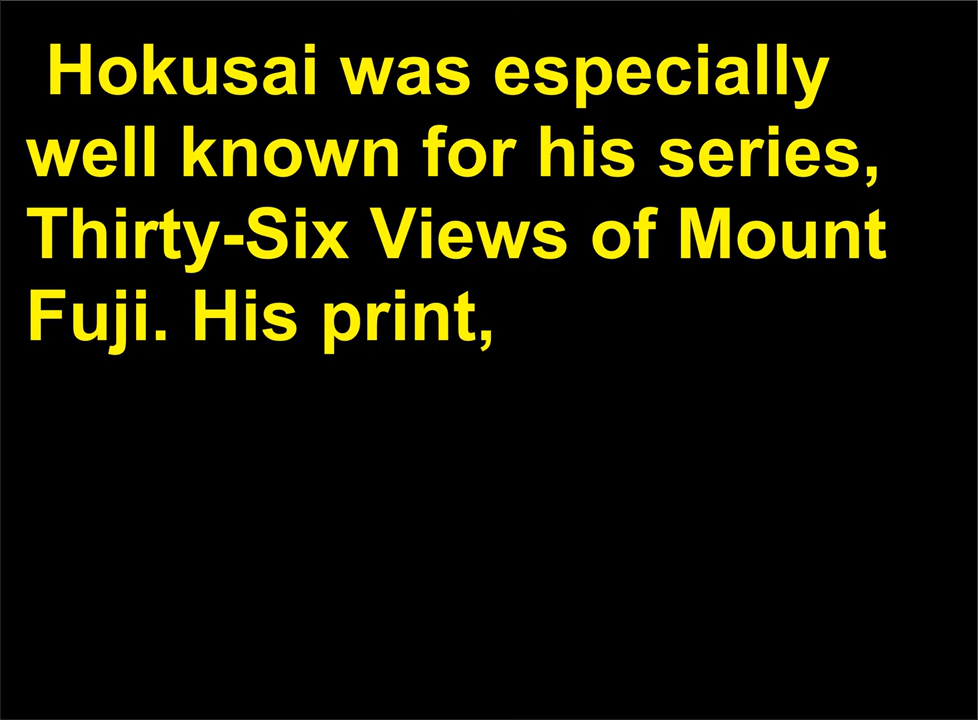 Hokusai was especially
well known for his series,
Thirty-Six Views of Mount
Fuji. His print,